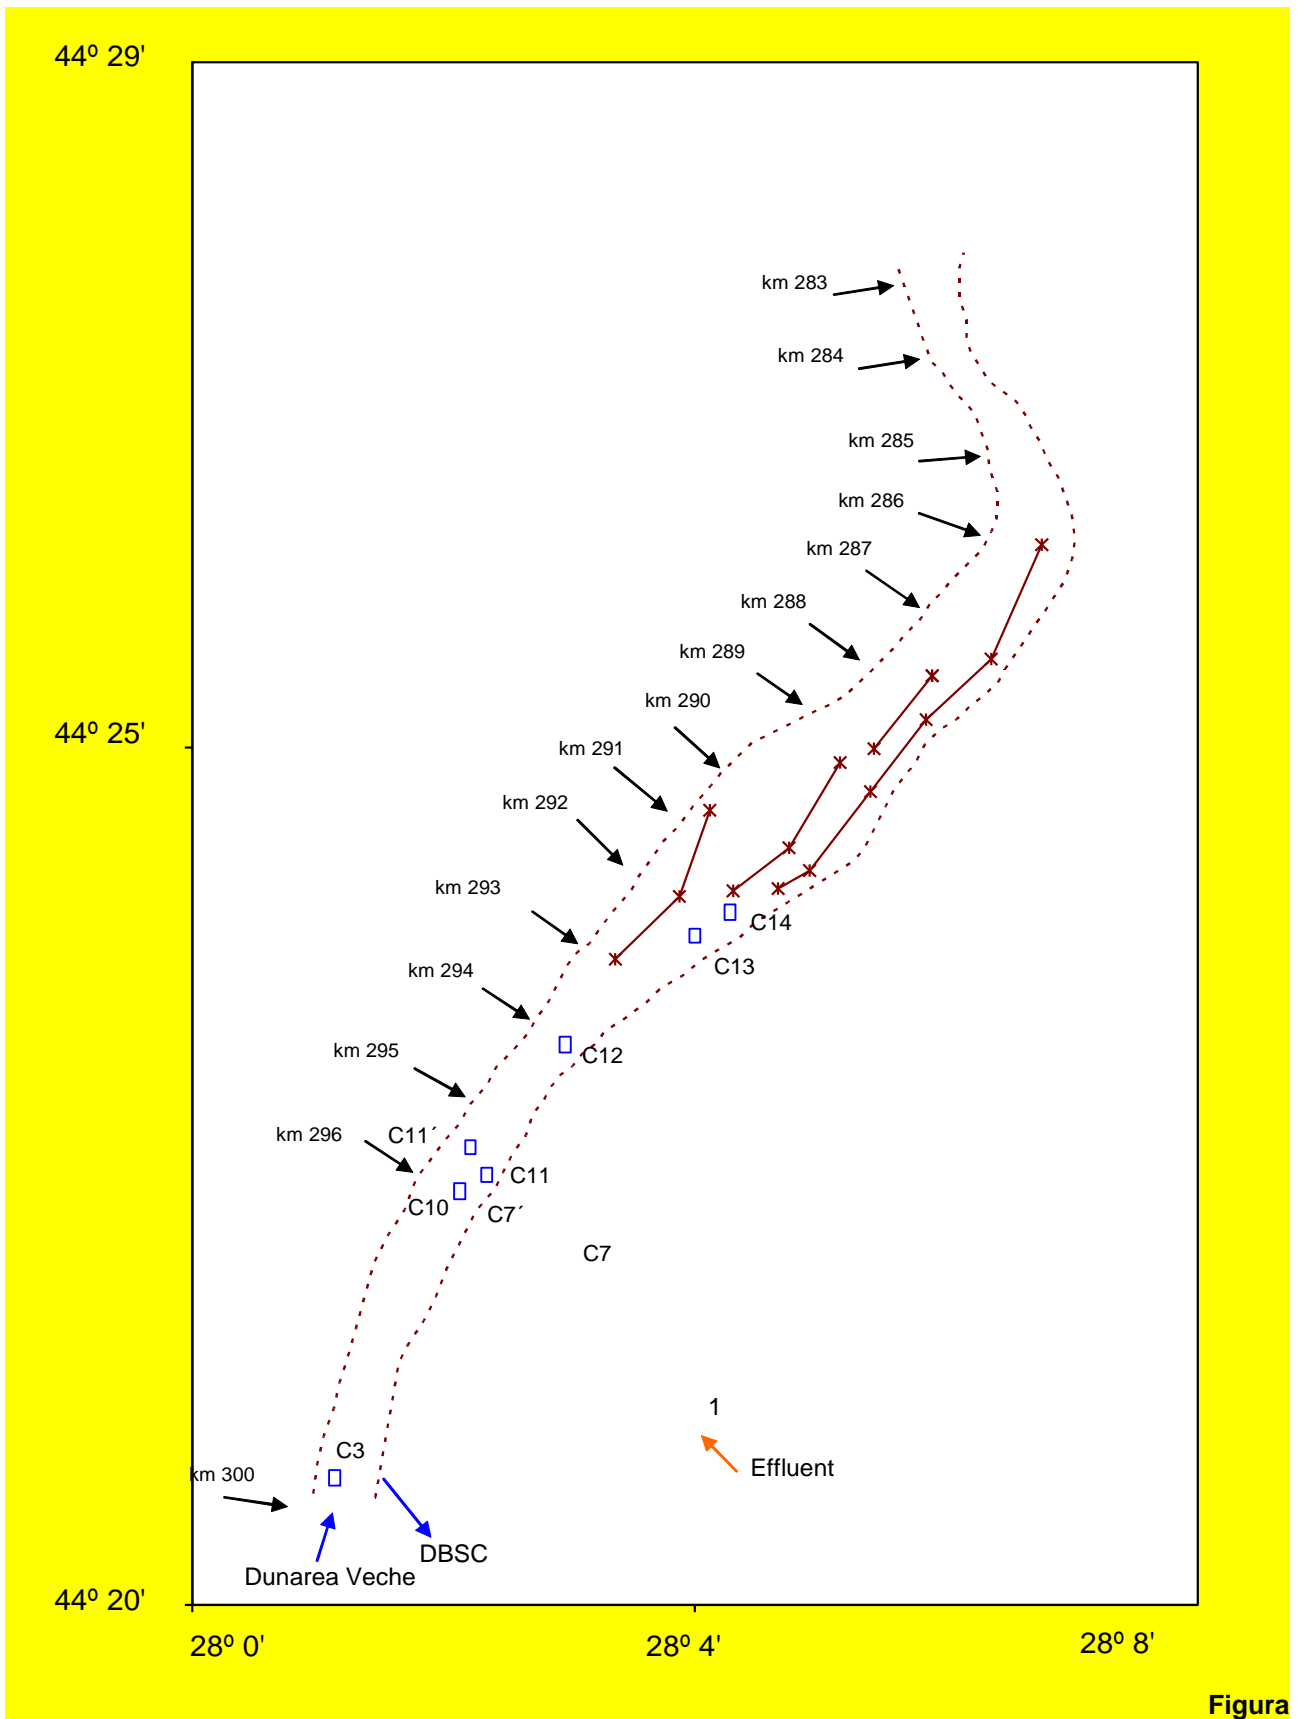 44º 29'
km 283
km 284
km 285
km 286
km 287
km 288
km 289
km 290
44º 25'
km 291
km 292
km 293
C14
C13
km 294
km 295
C12
km 296
C11´
C11
C10
C7´
C7
1
C3
Effluent
km 300
DBSC
Dunarea Veche
44º 20'
28º 0'
28º 4'
28º 8'
Figura